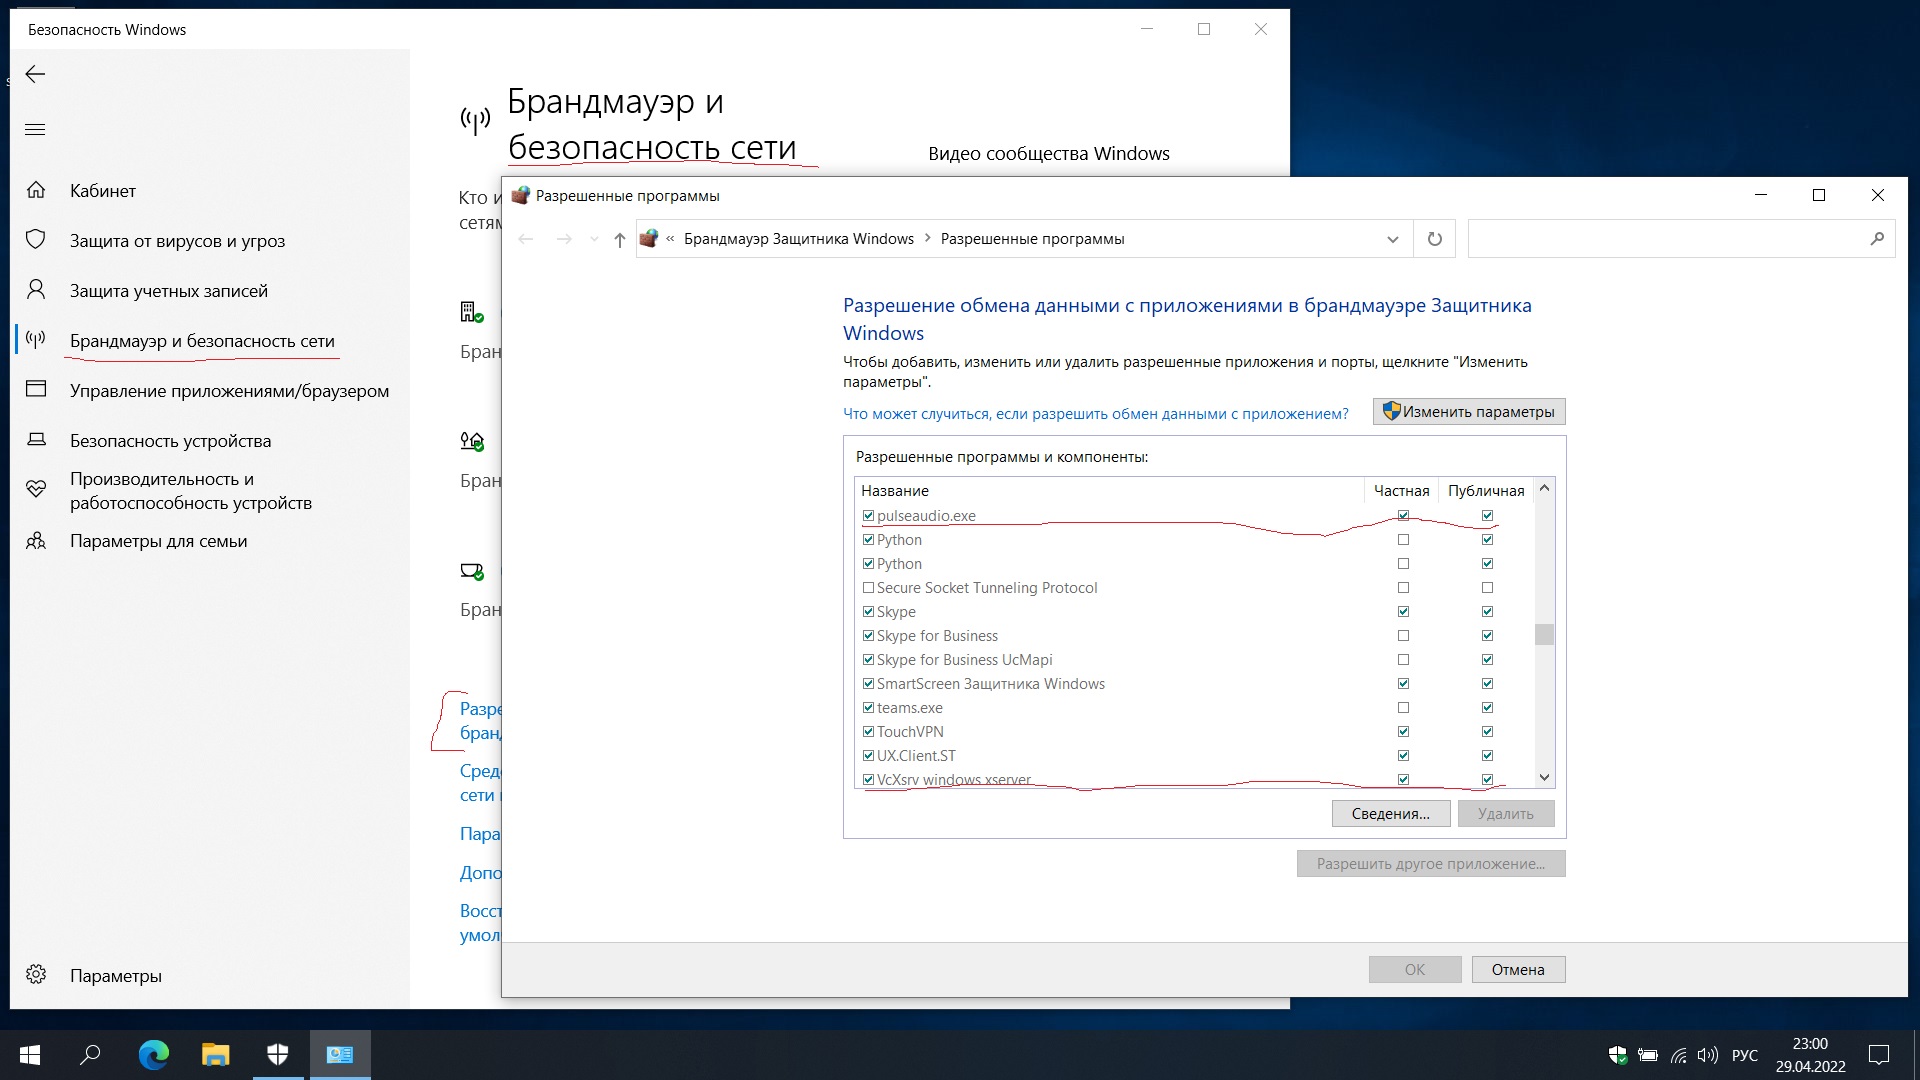 Безопасность Windows
Кабинет
Защита от вирусов и угроз
Защита учетных записей
Брандмауэр и безопасность сети
Управление приложениями/браузером
Безопасность устройства
Производительность и
работоспособность устройств
Параметры для семьи
Параметры
Брандмауэр и
безопасность сети
Видео сообщества Windows
Кто и
сетям
Бран
Бран
Бран
Разре
бранд
Сред
сети
Пара
Допо
Восст
умол
Разрешенные программы
« Брандмауэр Защитника Windows > Разрешенные программы
Разрешение обмена данными с приложениями в брандмауэре Защитника
Windows
Чтобы добавить, изменить или удалить разрешенные приложения и порты, щелкните "Изменить
параметры".
Что может случиться, если разрешить обмен данными с приложением?
Изменить параметры
Разрешенные программы и компоненты:
Название Частная Публичная
pulseaudio.exe
Python
Python
Secure Socket Tunneling Protocol
Skype
Skype for Business
Skype for Business UcMapi
SmartScreen Защитника Windows
teams.exe
TouchVPN
UX.Client.ST
VcXsrv windows xserver
Сведения... Удалить
Разрешить другое приложение...
OK Отмена
РУС
23:00
29.04.2022